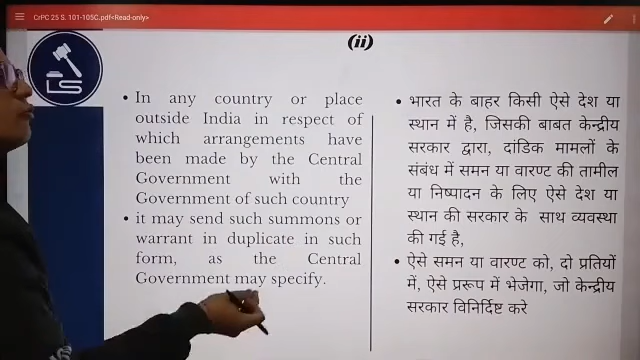 CrPC 25 S. 101-105C.pdf<Read-only>
(ii)
LS
• In any country or place
outside India in respect of
which arrangements have
been made by the Central
Government with the
Government of such country
• it may send such summons or
warrant in duplicate in such
form, as the Central
Government may specify.
• भारत के बाहर किसी ऐसे देश या
स्थान में है, जिसकी बाबत केन्द्रीय
सरकार द्वारा, दांडिक मामलों के
संबंध में समन या वारण्ट की तामील
या निष्पादन के लिए ऐसे देश या
स्थान की सरकार के साथ व्यवस्था
की गई है,
• ऐसे समन या वारण्ट को, दो प्रतियों
में, ऐसे प्ररूप में भेजेगा, जो केन्द्रीय
सरकार विनिर्दिष्ट करे